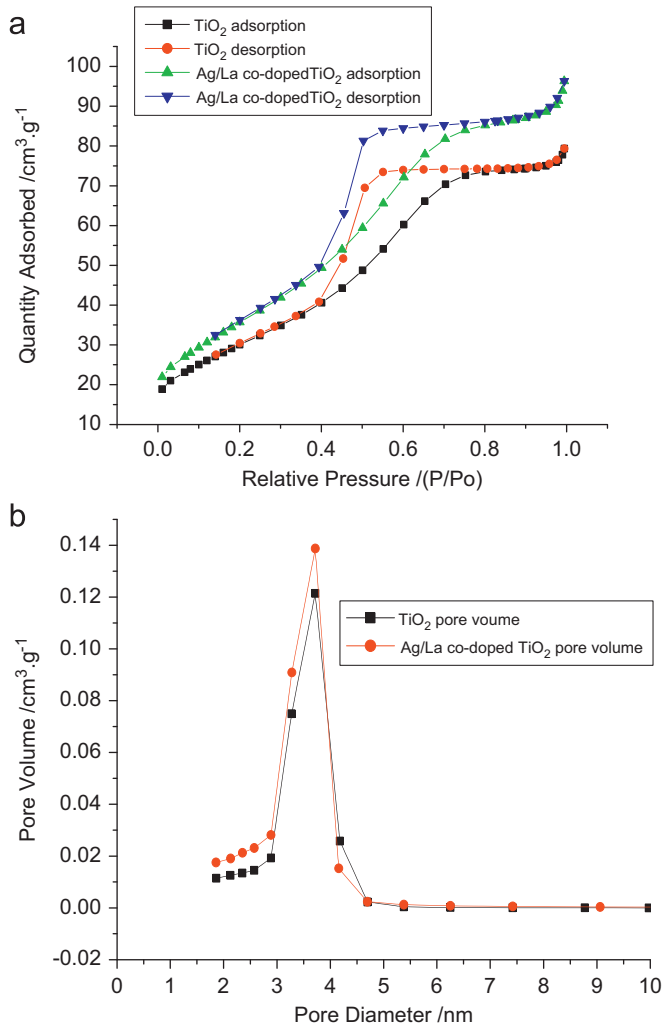 a
TiO2 adsorption
TiO2 desorption
Ag/La co-dopedTiO2 adsorption
Ag/La co-dopedTiO2 desorption
100
90
80
70
60
50
40
30
20
10
Quantity Adsorbed /cm3.g-1
0.0 0.2 0.4 0.6 0.8 1.0
Relative Pressure /(P/Po)
b
0.14
0.12
0.10
0.08
0.06
0.04
0.02
0.00
-0.02
Pore Volume /cm3.g-1
TiO2 pore voume
Ag/La co-doped TiO2 pore volume
0 1 2 3 4 5 6 7 8 9 10
Pore Diameter /nm